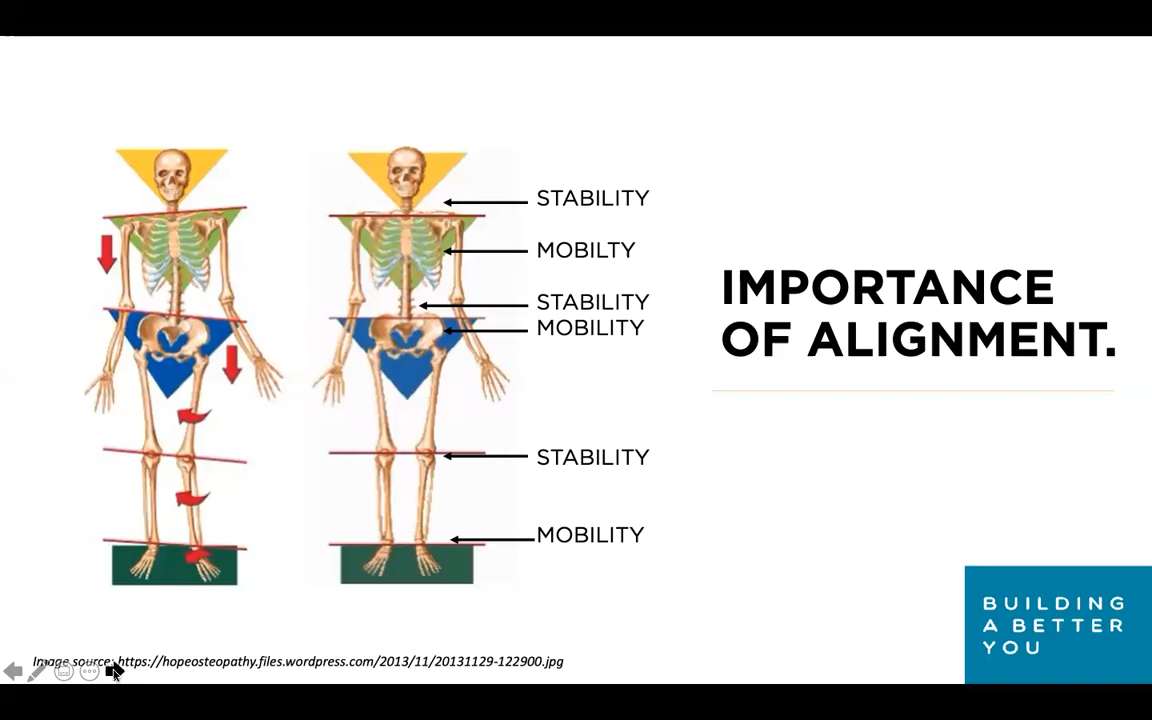 STABILITY
MOBILTY
STABILITY
MOBILITY
STABILITY
MOBILITY
IMPORTANCE
OF ALIGNMENT.
BUILDING
A BETTER
YOU
Image source: https://hopeosteopathy.files.wordpress.com/2013/11/20131129-122900.jpg